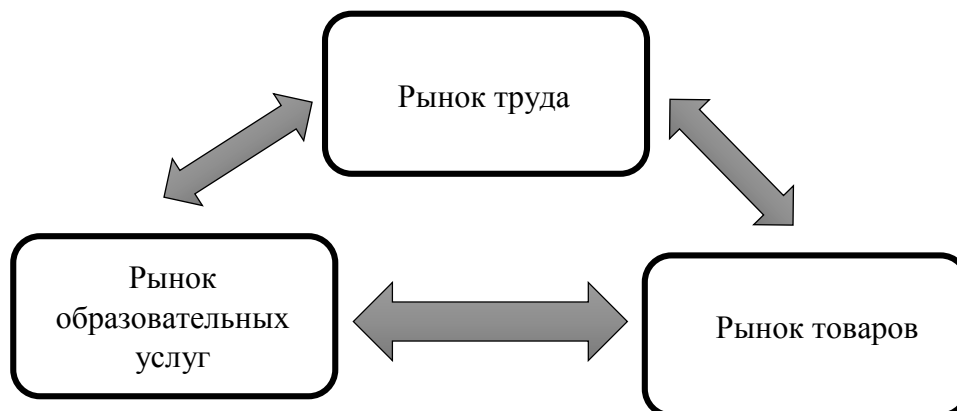 Рынок труда
Рынок
образовательных
услуг
Рынок товаров